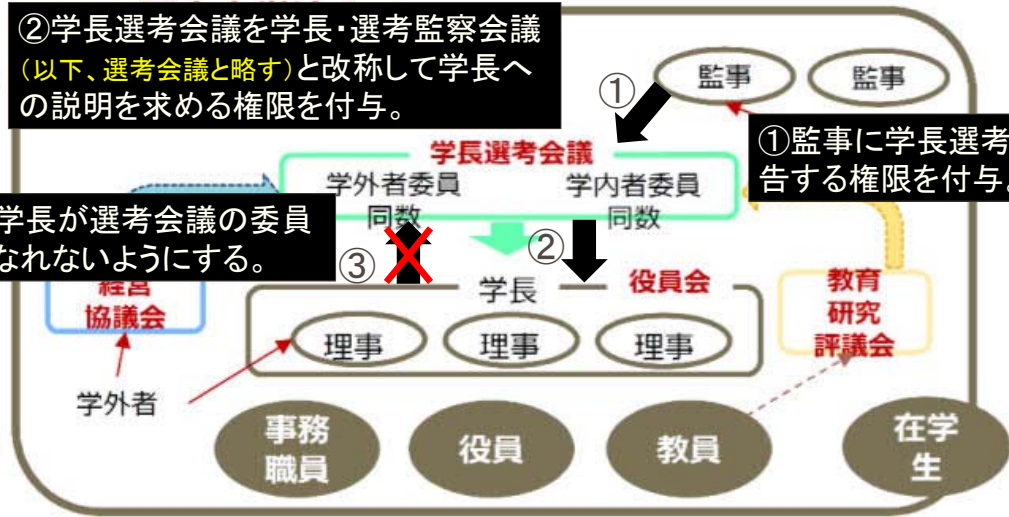 ②学長選考会議を学長・選考監察会議
（以下、選考会議と略す）と改称して学長へ
の説明を求める権限を付与。
監事
監事
①
①監事に学長選考
告する権限を付与。
学長選考会議
学外者委員
同数
学内者委員
同数
学長が選考会議の委員
なれないようにする。
③
②
経営
協議会
学長
役員会
理事
理事
理事
教育
研究
評議会
学外者
事務
職員
役員
教員
在学
生